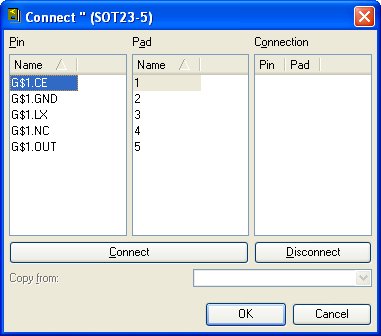 Connect '' (SOT23-5)
Pin Pad Connection
Name Name Pin Pad
G$1.CE 1
G$1.GND 2
G$1.LX 3
G$1.NC 4
G$1.OUT 5
Connect Disconnect
Copy from:
OK Cancel